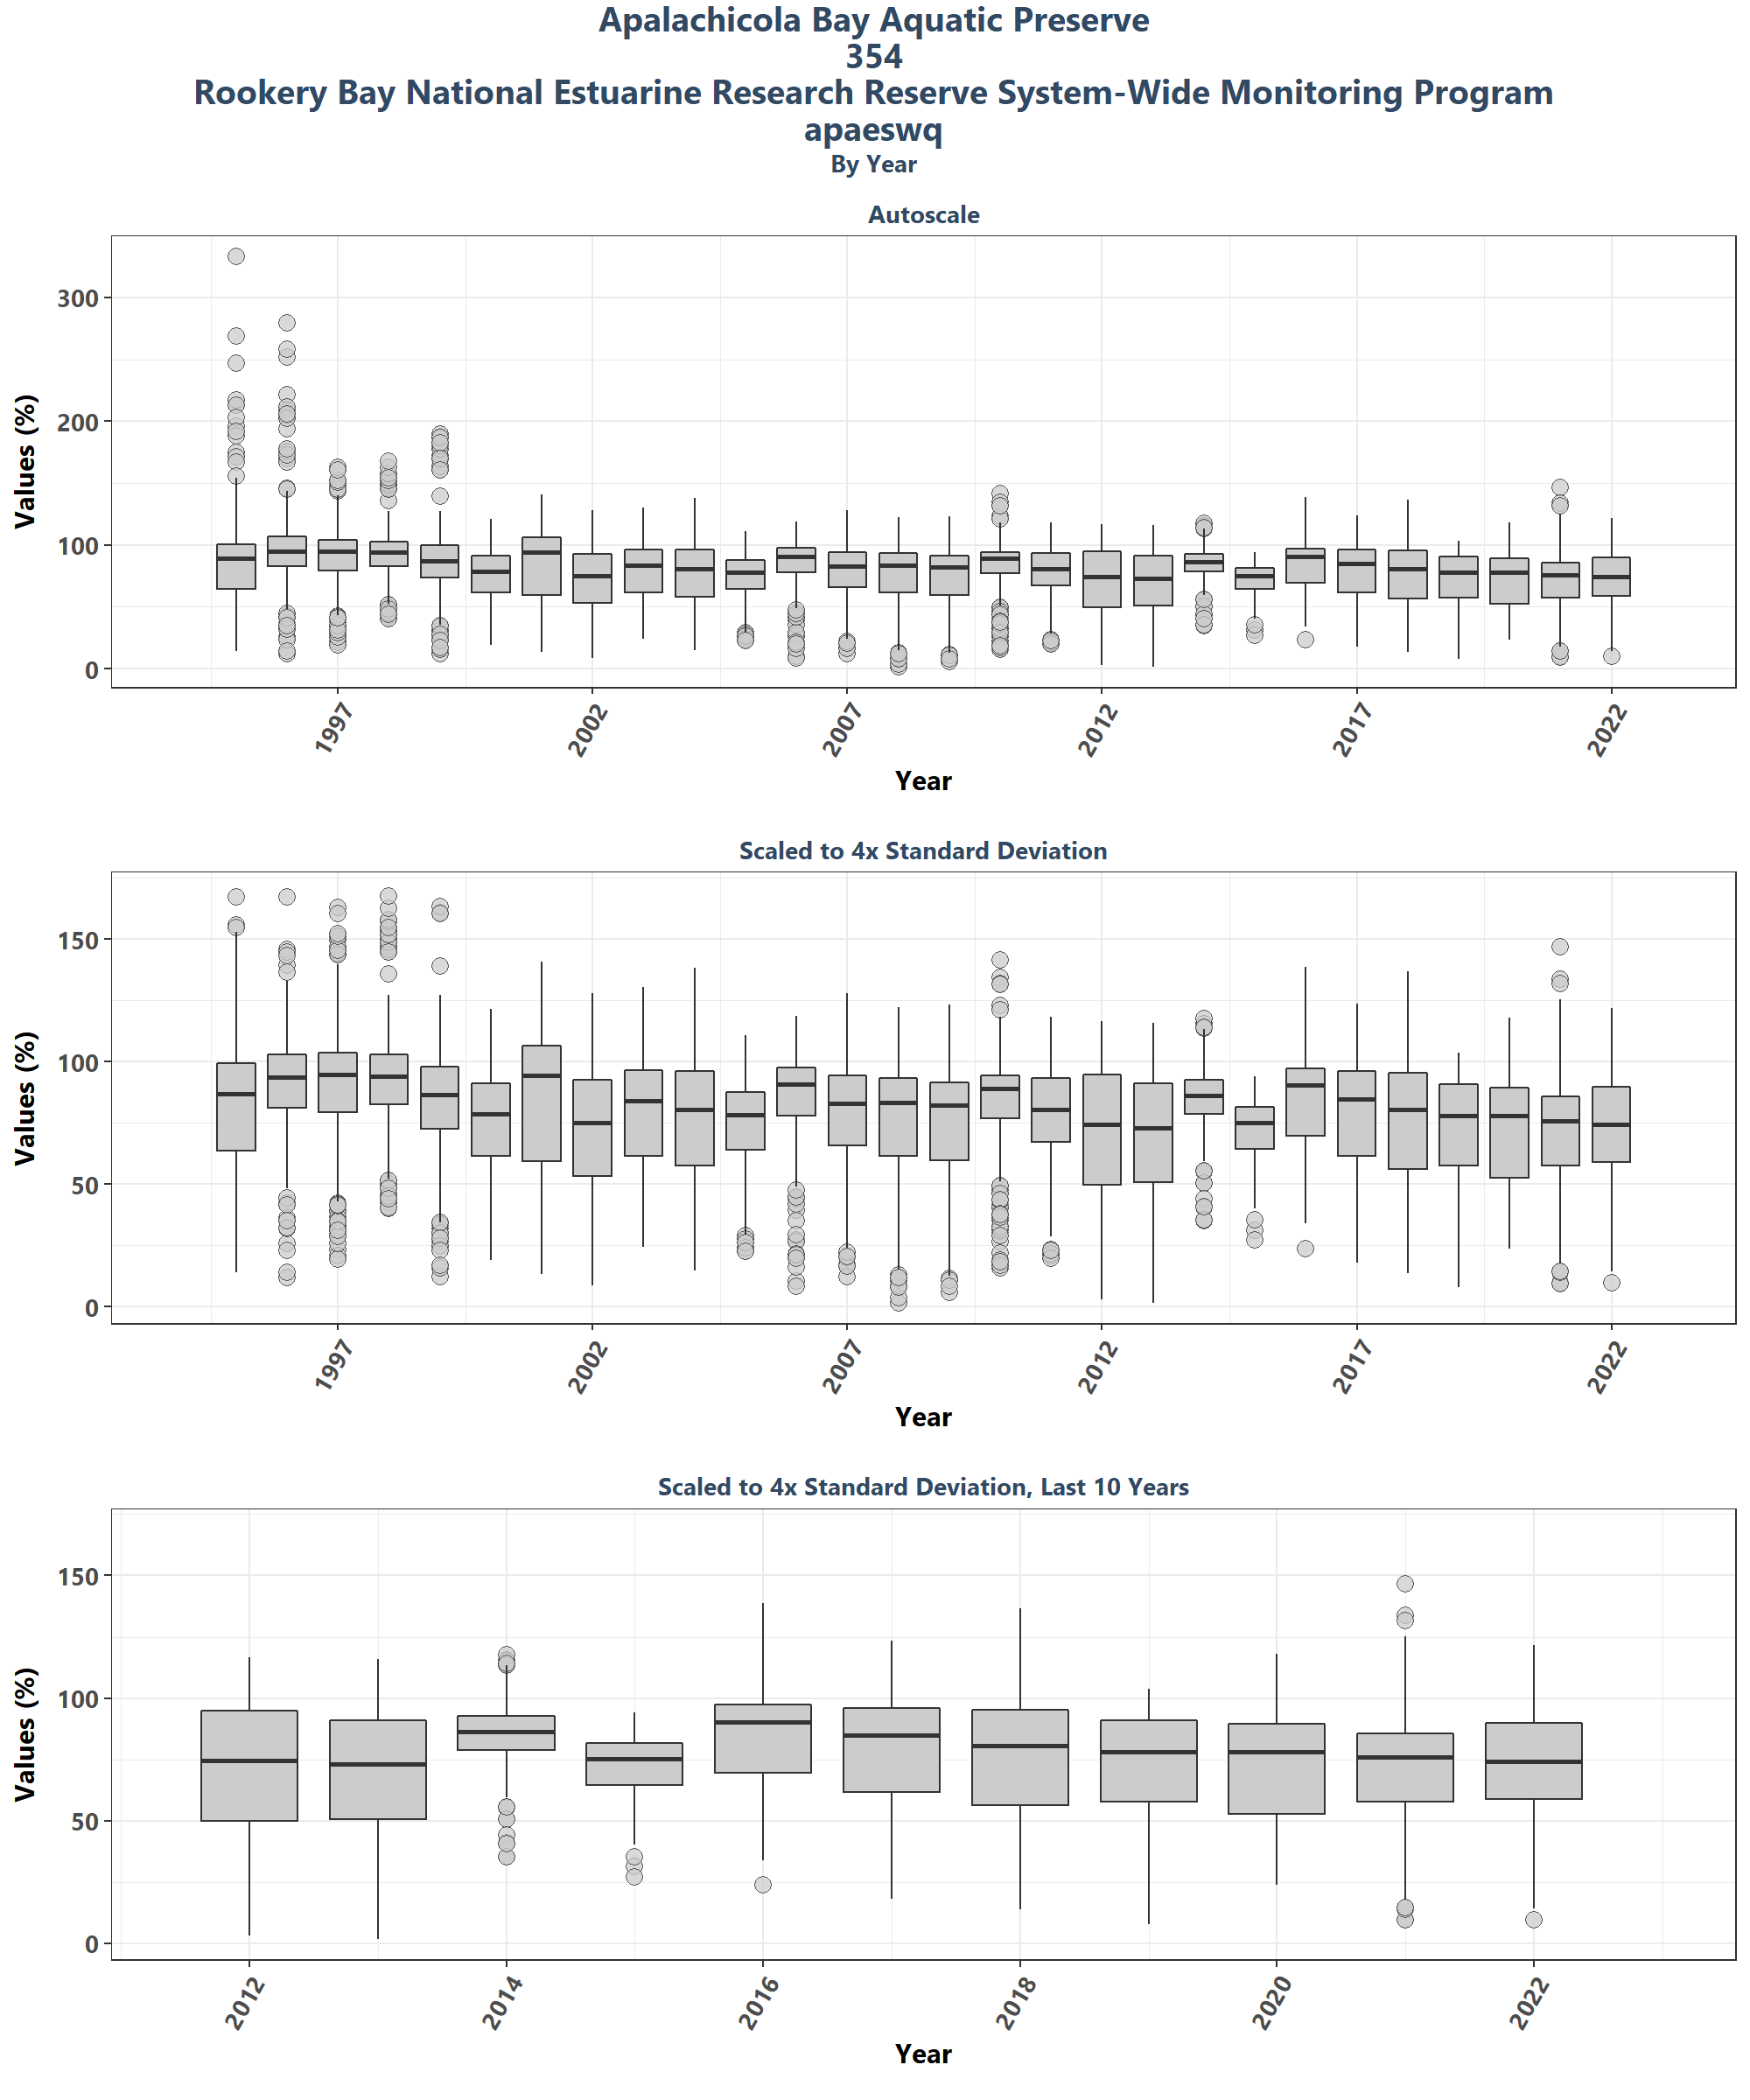 Apalachicola Bay Aquatic Preserve
354
Rookery Bay National Estuarine Research Reserve System-Wide Monitoring Program
apaeswq
By Year
Autoscale
Values (%)
300
200
100
0
1997
2002
2007
2012
2017
2022
Year
Scaled to 4x Standard Deviation
Values (%)
150
100
50
0
1997
2002
2007
2012
2017
2022
Year
Scaled to 4x Standard Deviation, Last 10 Years
Values (%)
150
100
50
0
2012
2014
2016
2018
2020
2022
Year